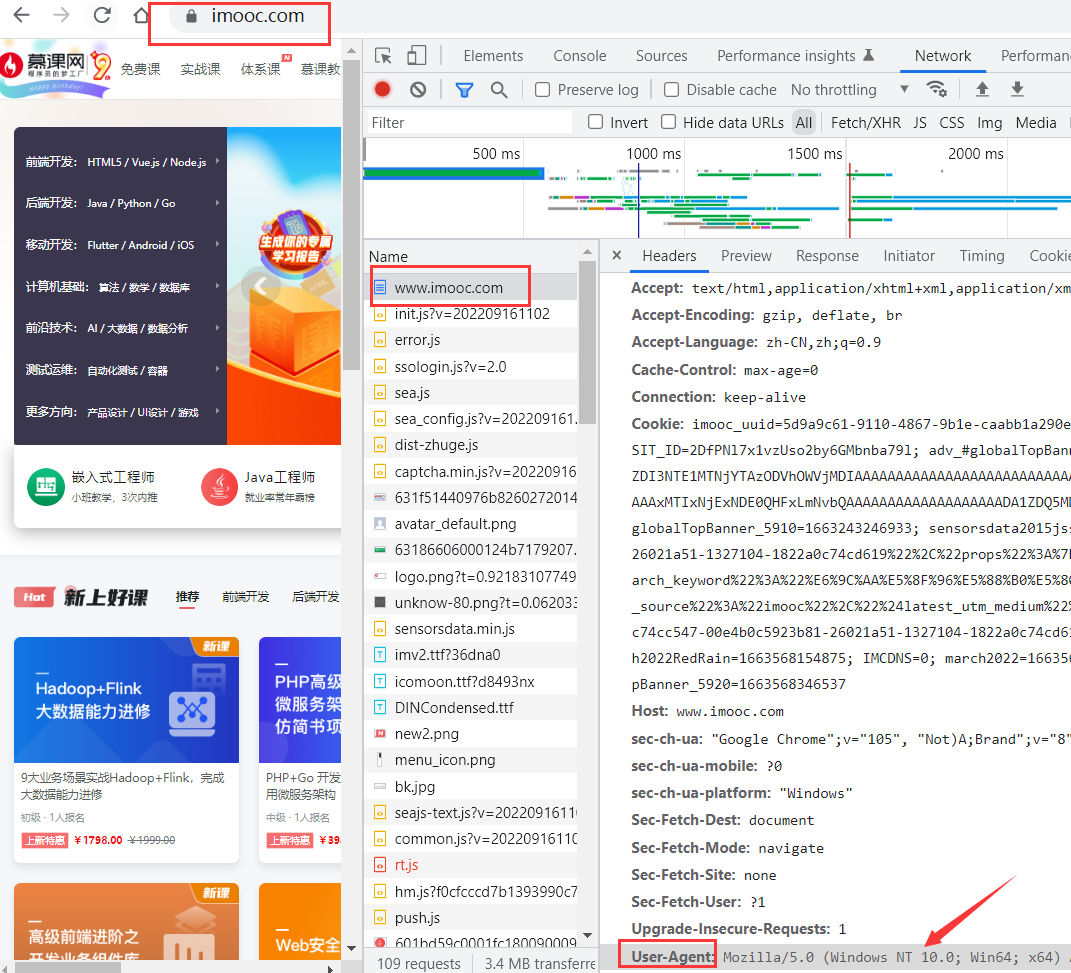 imooc.com
慕课网
程序员的梦工厂
Happy Birthday!
免费课
实战课
体系课
N
慕课教
前端开发:
HTML5 / Vue.js / Node.js
后端开发:
Java / Python / Go
移动开发:
Flutter / Android / iOS
计算机基础:
算法 / 数学 / 数据库
前沿技术:
AI / 大数据 / 数据分析
测试运维:
自动化测试 / 容器
更多方向:
产品设计 / UI设计 / 游戏
生成你的专属
学习报告
HTML
嵌入式工程师
小班教学，3次内推
Java工程师
就业率常年霸榜
Hot
新上好课
推荐
前端开发
后端开发
新课
Hadoop+Flink
大数据能力进修
9大业务场景实战Hadoop+Flink，完成
大数据能力进修
初级 · 1人报名
上新特惠
￥1798.00
￥1999.00
PHP高级
微服务架
仿简书项
PHP+Go 开发
用微服务架构
中级 · 1人报名
上新特惠
￥39
新课
高级前端进阶之
开发业务组件库
Web安全
Elements
Console
Sources
Performance insights
Network
Performan
Preserve log
Disable cache
No throttling
Filter
Invert
Hide data URLs
All
Fetch/XHR
JS
CSS
Img
Media
500 ms
1000 ms
1500 ms
2000 ms
Name
www.imooc.com
init.js?v=202209161102
error.js
ssologin.js?v=2.0
sea.js
sea_config.js?v=202209161.
dist-zhuge.js
captcha.min.js?v=20220916
631f51440976b8260272014
avatar_default.png
63186606000124b7179207.
logo.png?t=0.92183107749
unknow-80.png?t=0.062033
sensorsdata.min.js
imv2.ttf?36dna0
icomoon.ttf?d8493nx
DINCondensed.ttf
new2.png
menu_icon.png
bk.jpg
seajs-text.js?v=2022091610
common.js?v=20220916110
rt.js
hm.js?f0cfcccd7b1393990c7
push.js
601bd59c0001fc180090009
109 requests
3.4 MB transferre
×
Headers
Preview
Response
Initiator
Timing
Cookie
Accept: text/html,application/xhtml+xml,application/xm
Accept-Encoding: gzip, deflate, br
Accept-Language: zh-CN,zh;q=0.9
Cache-Control: max-age=0
Connection: keep-alive
Cookie: imooc_uuid=5d9a9c61-9110-4867-9b1e-caabb1a290e
SIT_ID=2DfPNl7x1vzUso2by6GMbnba79l; adv_#globalTopBann
ZDI3NTE1MTNjYTAzODVhOWVjMDIAAAAAAAAAAAAAAAAAAAAAAAAAA
AAAxMTIxNjExNDE0QHFxLmNvbQAAAAAAAAAAAAAAAAAAAADA1ZDQ5MD
globalTopBanner_5910=1663243246933; sensorsdata2015jss
26021a51-1327104-1822a0c74cd619%22%2C%22props%22%3A%7B
arch_keyword%22%3A%22%E6%9C%AA%E5%8F%96%E5%88%B0%E5%80
_source%22%3A%22imooc%22%2C%22%24latest_utm_medium%22
c74cc547-00e4b0c5923b81-26021a51-1327104-1822a0c74cd61
h2022RedRain=1663568154875; IMCDNS=0; march2022=166356
pBanner_5920=1663568346537
Host: www.imooc.com
sec-ch-ua: "Google Chrome";v="105", "Not)A;Brand";v="8"
sec-ch-ua-mobile: ?0
sec-ch-ua-platform: "Windows"
Sec-Fetch-Dest: document
Sec-Fetch-Mode: navigate
Sec-Fetch-Site: none
Sec-Fetch-User: ?1
Upgrade-Insecure-Requests: 1
User-Agent: Mozilla/5.0 (Windows NT 10.0; Win64; x64) A